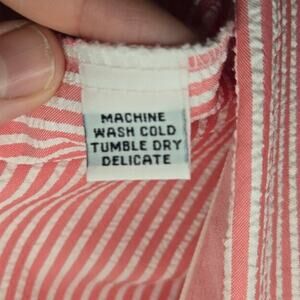 MACHINE
WASH COLD
TUMBLE DRY
DELICATE